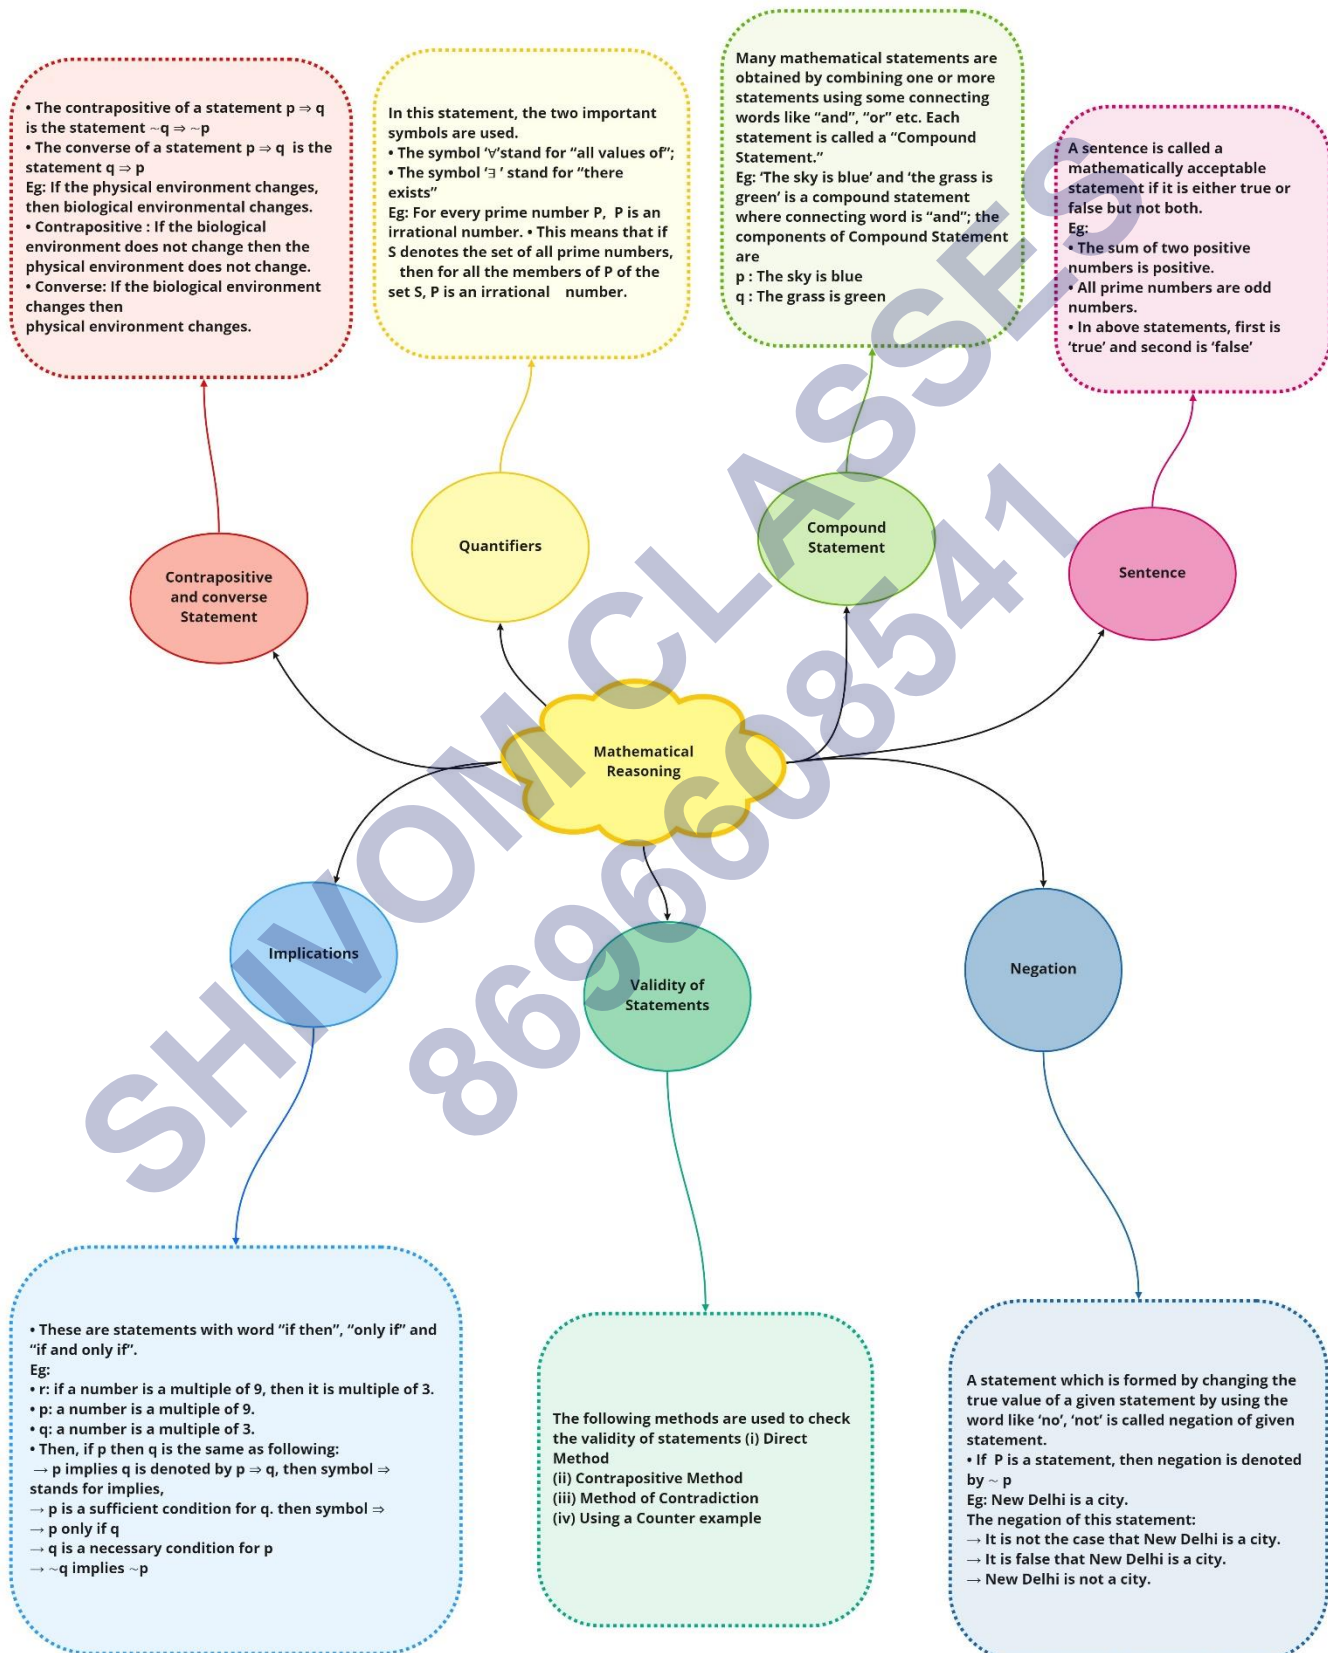 • The contrapositive of a statement p ⇒ q
is the statement ~q ⇒ ~p
• The converse of a statement p ⇒ q is the
statement q ⇒ p
Eg: If the physical environment changes,
then biological environmental changes.
• Contrapositive : If the biological
environment does not change then the
physical environment does not change.
• Converse: If the biological environment
changes then
physical environment changes.
In this statement, the two important
symbols are used.
• The symbol ‘∀’stand for “all values of”;
• The symbol ‘∃ ’ stand for “there
exists”
Eg: For every prime number P, P is an
irrational number. • This means that if
S denotes the set of all prime numbers,
then for all the members of P of the
set S, P is an irrational number.
Many mathematical statements are
obtained by combining one or more
statements using some connecting
words like “and”, “or” etc. Each
statement is called a “Compound
Statement.”
Eg: ‘The sky is blue’ and ‘the grass is
green’ is a compound statement
where connecting word is “and”; the
components of Compound Statement
are
p : The sky is blue
q : The grass is green
A sentence is called a
mathematically acceptable
statement if it is either true or
false but not both.
Eg:
• The sum of two positive
numbers is positive.
• All prime numbers are odd
numbers.
• In above statements, first is
‘true’ and second is ‘false’
Contrapositive
and converse
Statement
Quantifiers
Compound
Statement
Sentence
Mathematical
Reasoning
Implications
Validity of
Statements
Negation
• These are statements with word “if then”, “only if” and
“if and only if”.
Eg:
• r: if a number is a multiple of 9, then it is multiple of 3.
• p: a number is a multiple of 9.
• q: a number is a multiple of 3.
• Then, if p then q is the same as following:
→ p implies q is denoted by p ⇒ q, then symbol ⇒
stands for implies,
→ p is a sufficient condition for q. then symbol ⇒
→ p only if q
→ q is a necessary condition for p
→ ~q implies ~p
The following methods are used to check
the validity of statements (i) Direct
Method
(ii) Contrapositive Method
(iii) Method of Contradiction
(iv) Using a Counter example
A statement which is formed by changing the
true value of a given statement by using the
word like ‘no’, ‘not’ is called negation of given
statement.
• If P is a statement, then negation is denoted
by ~ p
Eg: New Delhi is a city.
The negation of this statement:
→ It is not the case that New Delhi is a city.
→ It is false that New Delhi is a city.
→ New Delhi is not a city.
SHIVOM CLASSES
8696608541